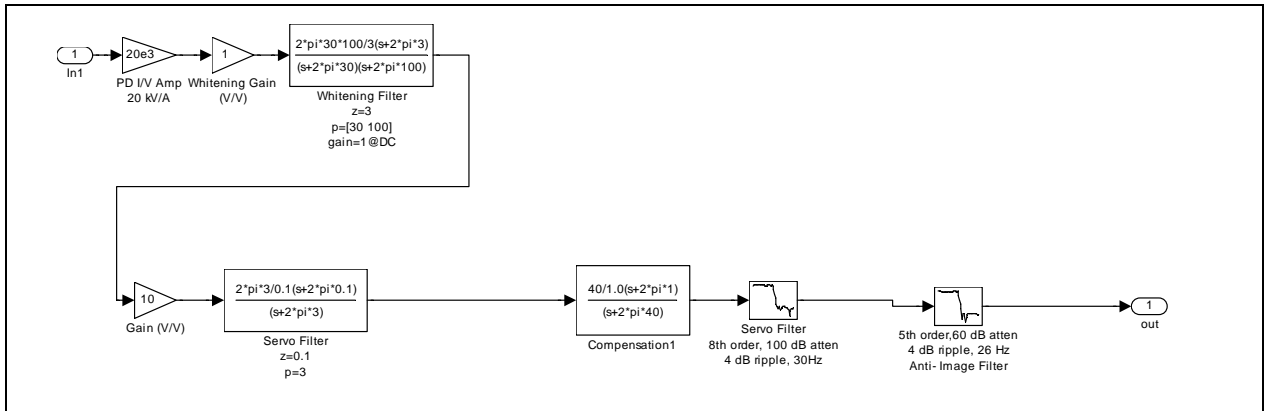 1
In1
20e3
PD I/V Amp
20 kV/A
1
Whitening Gain
(V/V)
2*pi*30*100/3(s+2*pi*3)
(s+2*pi*30)(s+2*pi*100)
Whitening Filter
z=3
p=[30 100]
gain=1@DC
10
Gain (V/V)
2*pi*3/0.1(s+2*pi*0.1)
(s+2*pi*3)
Servo Filter
z=0.1
p=3
40/1.0(s+2*pi*1)
(s+2*pi*40)
Compensation1
Servo Filter
8th order, 100 dB atten
4 dB ripple, 30Hz
5th order,60 dB atten
4 dB ripple, 26 Hz
Anti- Image Filter
1
out